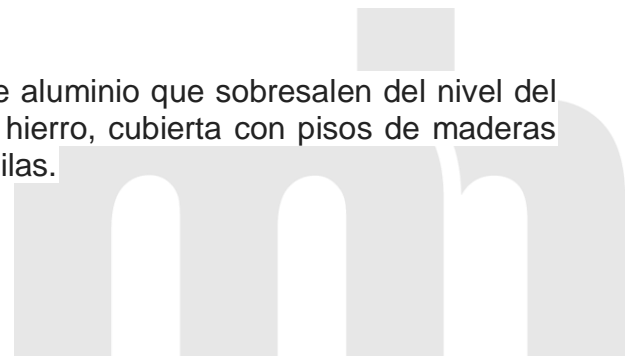 e aluminio que sobresalen del nivel del
hierro, cubierta con pisos de maderas
ilas.